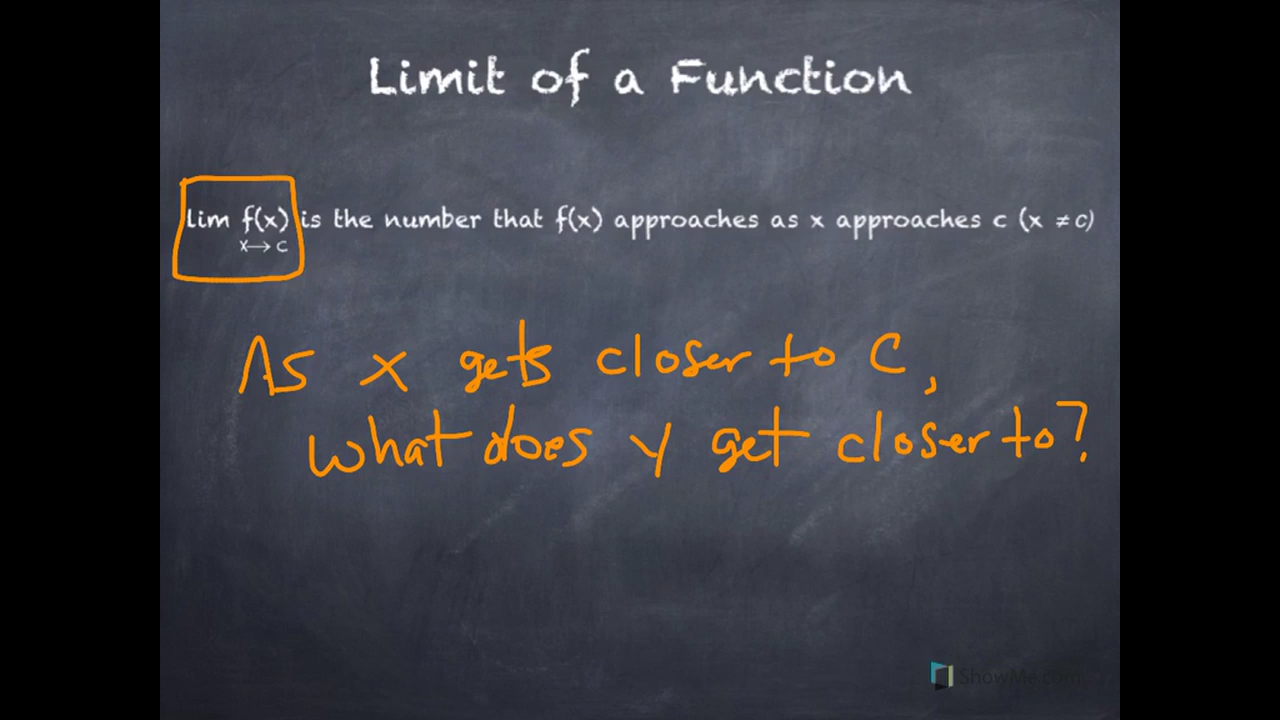 Limit of a Function
lim f(x) is the number that f(x) approaches as x approaches c (x ≠ c)
x→ c
As x gets closer to C,
what does y get closer to?
ShowMe.com